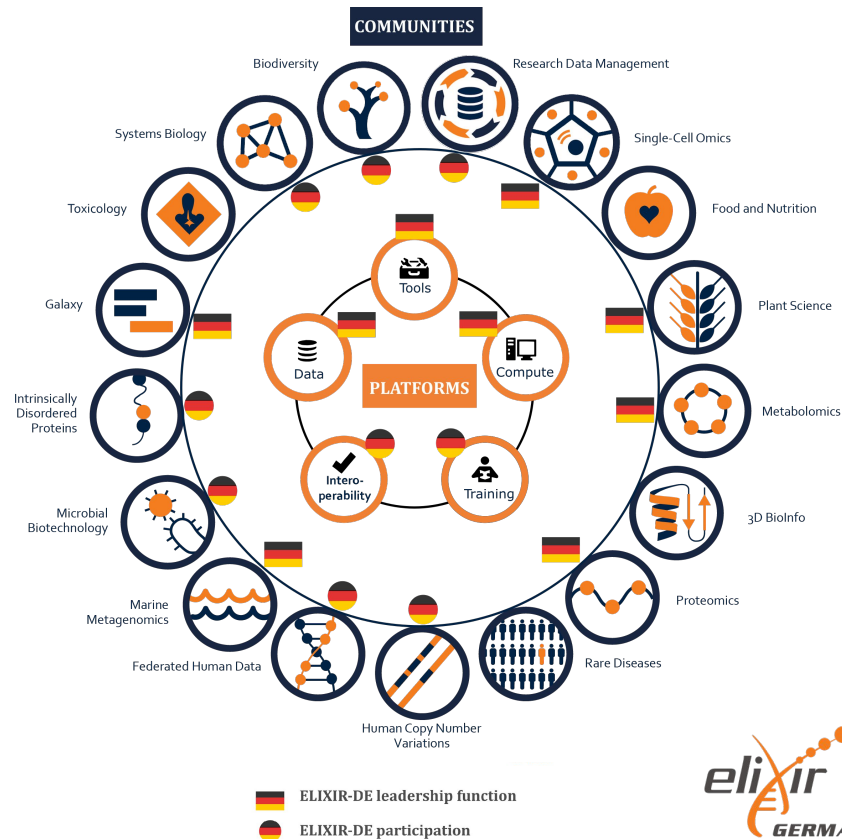 COMMUNITIES
Biodiversity
Research Data Management
Systems Biology
Single-Cell Omics
Toxicology
Food and Nutrition
Galaxy
Plant Science
Intrinsically
Disordered
Proteins
Metabolomics
Microbial
Biotechnology
3D BioInfo
Marine
Metagenomics
Proteomics
Federated Human Data
Rare Diseases
Human Copy Number
Variations
Tools
Data
Compute
PLATFORMS
Intero-
perability
Training
ELIXIR-DE leadership function
ELIXIR-DE participation
elixir
GERMA